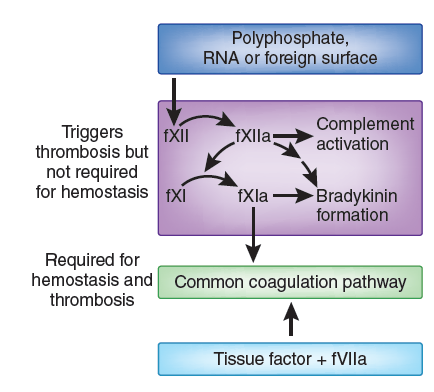 Polyphosphate,
RNA or foreign surface
Triggers
thrombosis but
not required
for hemostasis
fXII
fXIIa
Complement
activation
fXI
fXIa
Bradykinin
formation
Required for
hemostasis and
thrombosis
Common coagulation pathway
Tissue factor + fVIIa